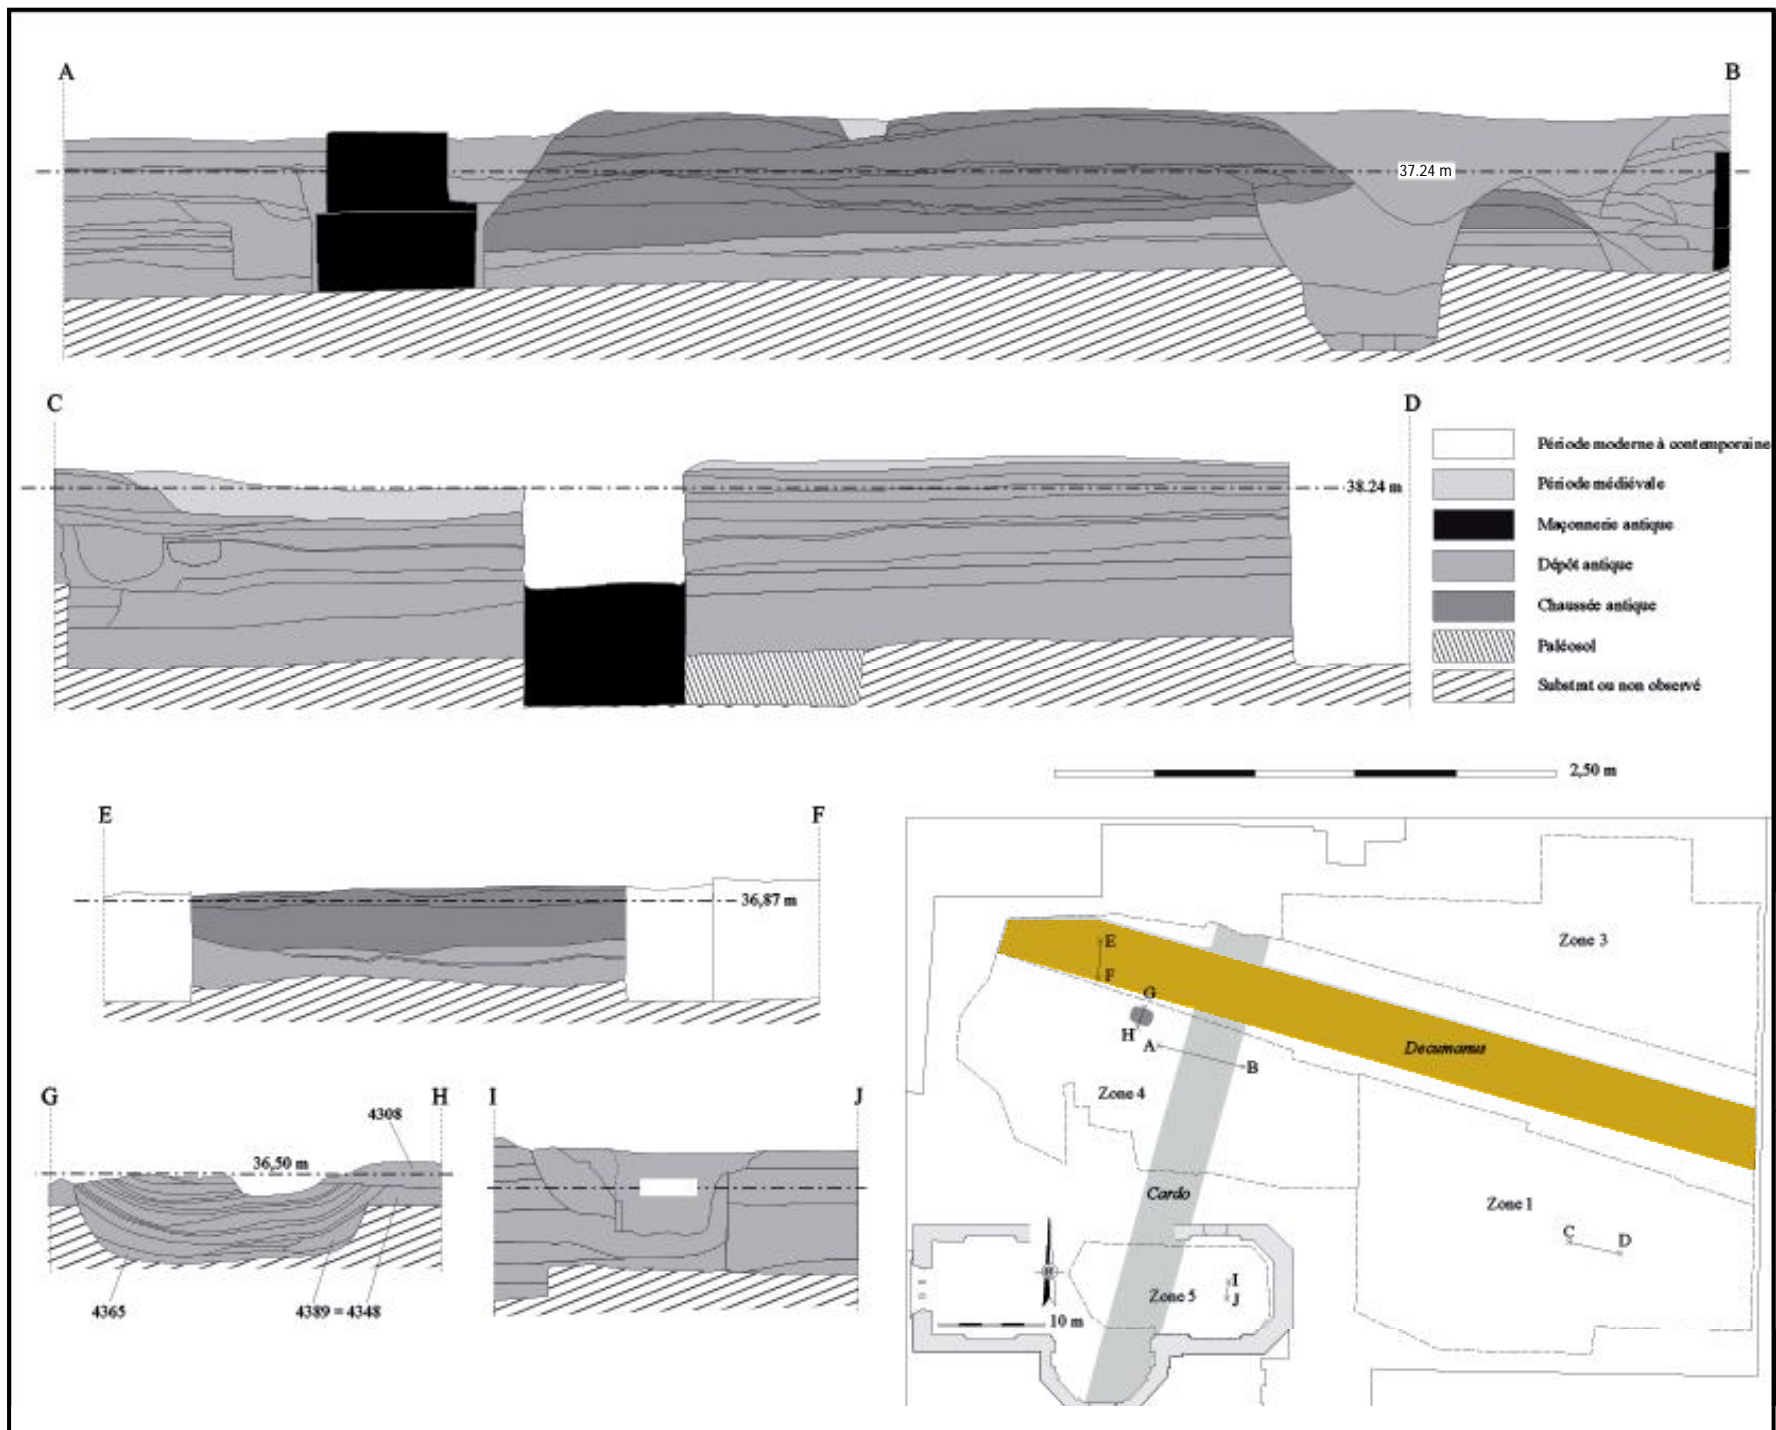 A B
37.24 m
C D
38.24 m
Période moderne à contemporaine
Période médiévale
Maçonnerie antique
Dépôt antique
Chaussée antique
Paléosol
Substrat ou non observé
2,50 m
E F
36,87 m
G H
4308
36,50 m
4365
4389 = 4348
I J
Zone 3
E
F
G
H
A
B
Decumanus
Zone 4
Cardo
Zone 1
C
D
Zone 5
I
J
N
10 m